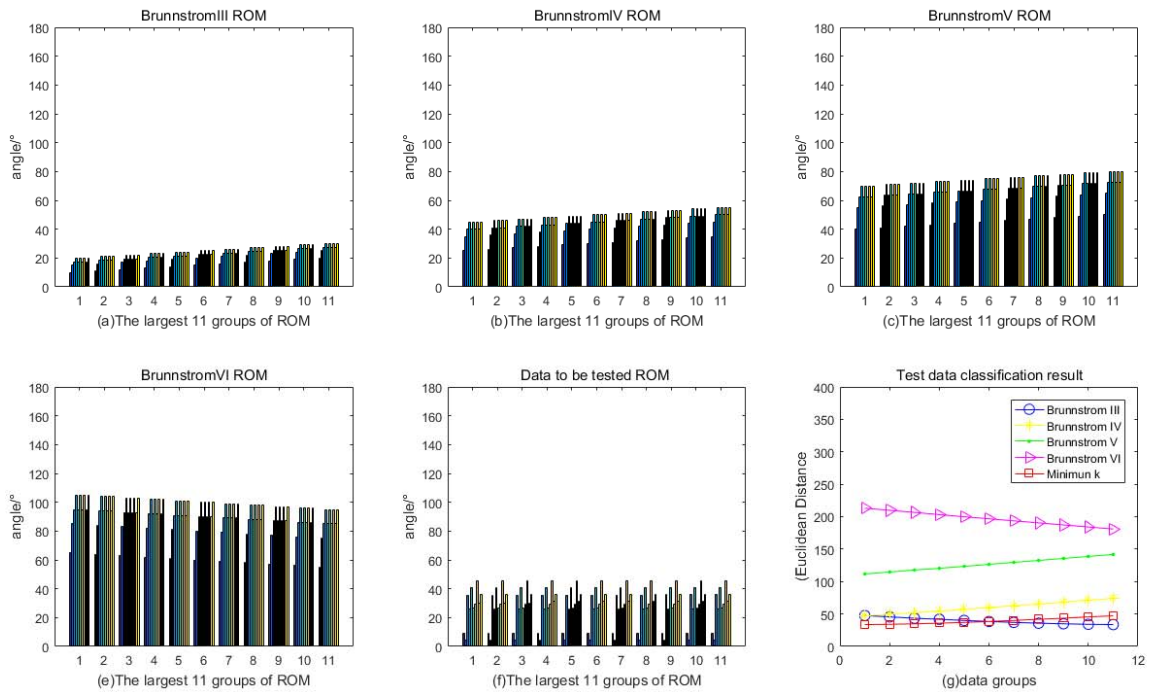 BrunnstromIII ROM
angle/°
180
160
140
120
100
80
60
40
20
0
1 2 3 4 5 6 7 8 9 10 11
(a)The largest 11 groups of ROM
BrunnstromIV ROM
angle/°
180
160
140
120
100
80
60
40
20
0
1 2 3 4 5 6 7 8 9 10 11
(b)The largest 11 groups of ROM
BrunnstromV ROM
angle/°
180
160
140
120
100
80
60
40
20
0
1 2 3 4 5 6 7 8 9 10 11
(c)The largest 11 groups of ROM
BrunnstromVI ROM
angle/°
180
160
140
120
100
80
60
40
20
0
1 2 3 4 5 6 7 8 9 10 11
(e)The largest 11 groups of ROM
Data to be tested ROM
angle/°
180
160
140
120
100
80
60
40
20
0
1 2 3 4 5 6 7 8 9 10 11
(f)The largest 11 groups of ROM
Test data classification result
(Euclidean Distance
400
350
300
250
200
150
100
50
0
Brunnstrom III
Brunnstrom IV
Brunnstrom V
Brunnstrom VI
Minimun k
0 2 4 6 8 10 12
(g)data groups